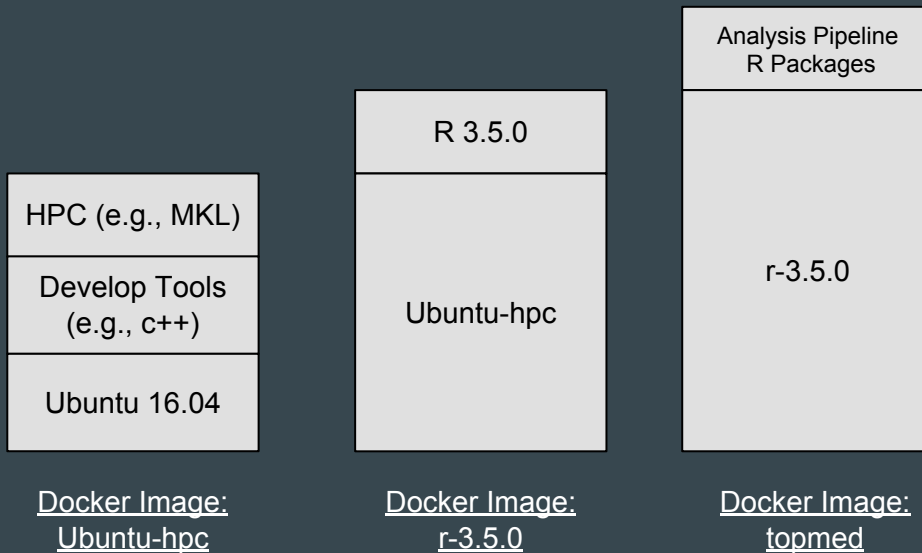 HPC (e.g., MKL)
Develop Tools
(e.g., c++)
Ubuntu 16.04
Docker Image:
Ubuntu-hpc
R 3.5.0
Ubuntu-hpc
Docker Image:
r-3.5.0
Analysis Pipeline
R Packages
r-3.5.0
Docker Image:
topmed